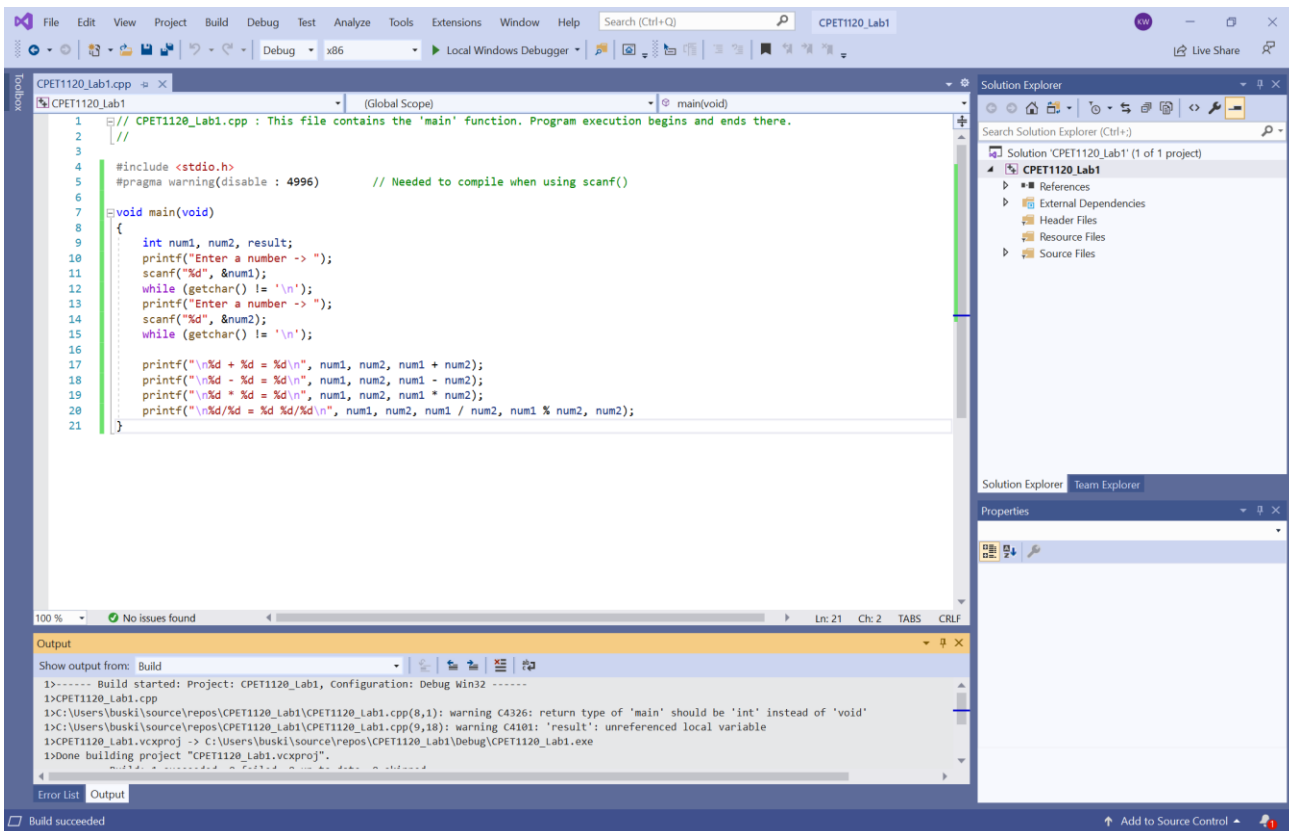 File Edit View Project Build Debug Test Analyze Tools Extensions Window Help Search (Ctrl+Q) CPET1120_Lab1 KW
Debug x86 Local Windows Debugger Live Share
Toolbox
CPET1120_Lab1.cpp
CPET1120_Lab1 (Global Scope) main(void)
1 // CPET1120_Lab1.cpp : This file contains the 'main' function. Program execution begins and ends there.
2 //
3
4 #include <stdio.h>
5 #pragma warning(disable : 4996) // Needed to compile when using scanf()
6
7 void main(void)
8 {
9 int num1, num2, result;
10 printf("Enter a number -> ");
11 scanf("%d", &num1);
12 while (getchar() != '\n');
13 printf("Enter a number -> ");
14 scanf("%d", &num2);
15 while (getchar() != '\n');
16
17 printf("\n%d + %d = %d\n", num1, num2, num1 + num2);
18 printf("\n%d - %d = %d\n", num1, num2, num1 - num2);
19 printf("\n%d * %d = %d\n", num1, num2, num1 * num2);
20 printf("\n%d/%d = %d %d/%d\n", num1, num2, num1 / num2, num1 % num2, num2);
21 }
100 % No issues found Ln: 21 Ch: 2 TABS CRLF
Output
Show output from: Build
1>------ Build started: Project: CPET1120_Lab1, Configuration: Debug Win32 ------
1>CPET1120_Lab1.cpp
1>C:\Users\buski\source\repos\CPET1120_Lab1\CPET1120_Lab1.cpp(8,1): warning C4326: return type of 'main' should be 'int' instead of 'void'
1>C:\Users\buski\source\repos\CPET1120_Lab1\CPET1120_Lab1.cpp(9,18): warning C4101: 'result': unreferenced local variable
1>CPET1120_Lab1.vcxproj -> C:\Users\buski\source\repos\CPET1120_Lab1\Debug\CPET1120_Lab1.exe
1>Done building project "CPET1120_Lab1.vcxproj".
Error List Output
Solution Explorer
Search Solution Explorer (Ctrl+;)
Solution 'CPET1120_Lab1' (1 of 1 project)
CPET1120_Lab1
References
External Dependencies
Header Files
Resource Files
Source Files
Solution Explorer Team Explorer
Properties
Build succeeded Add to Source Control 1